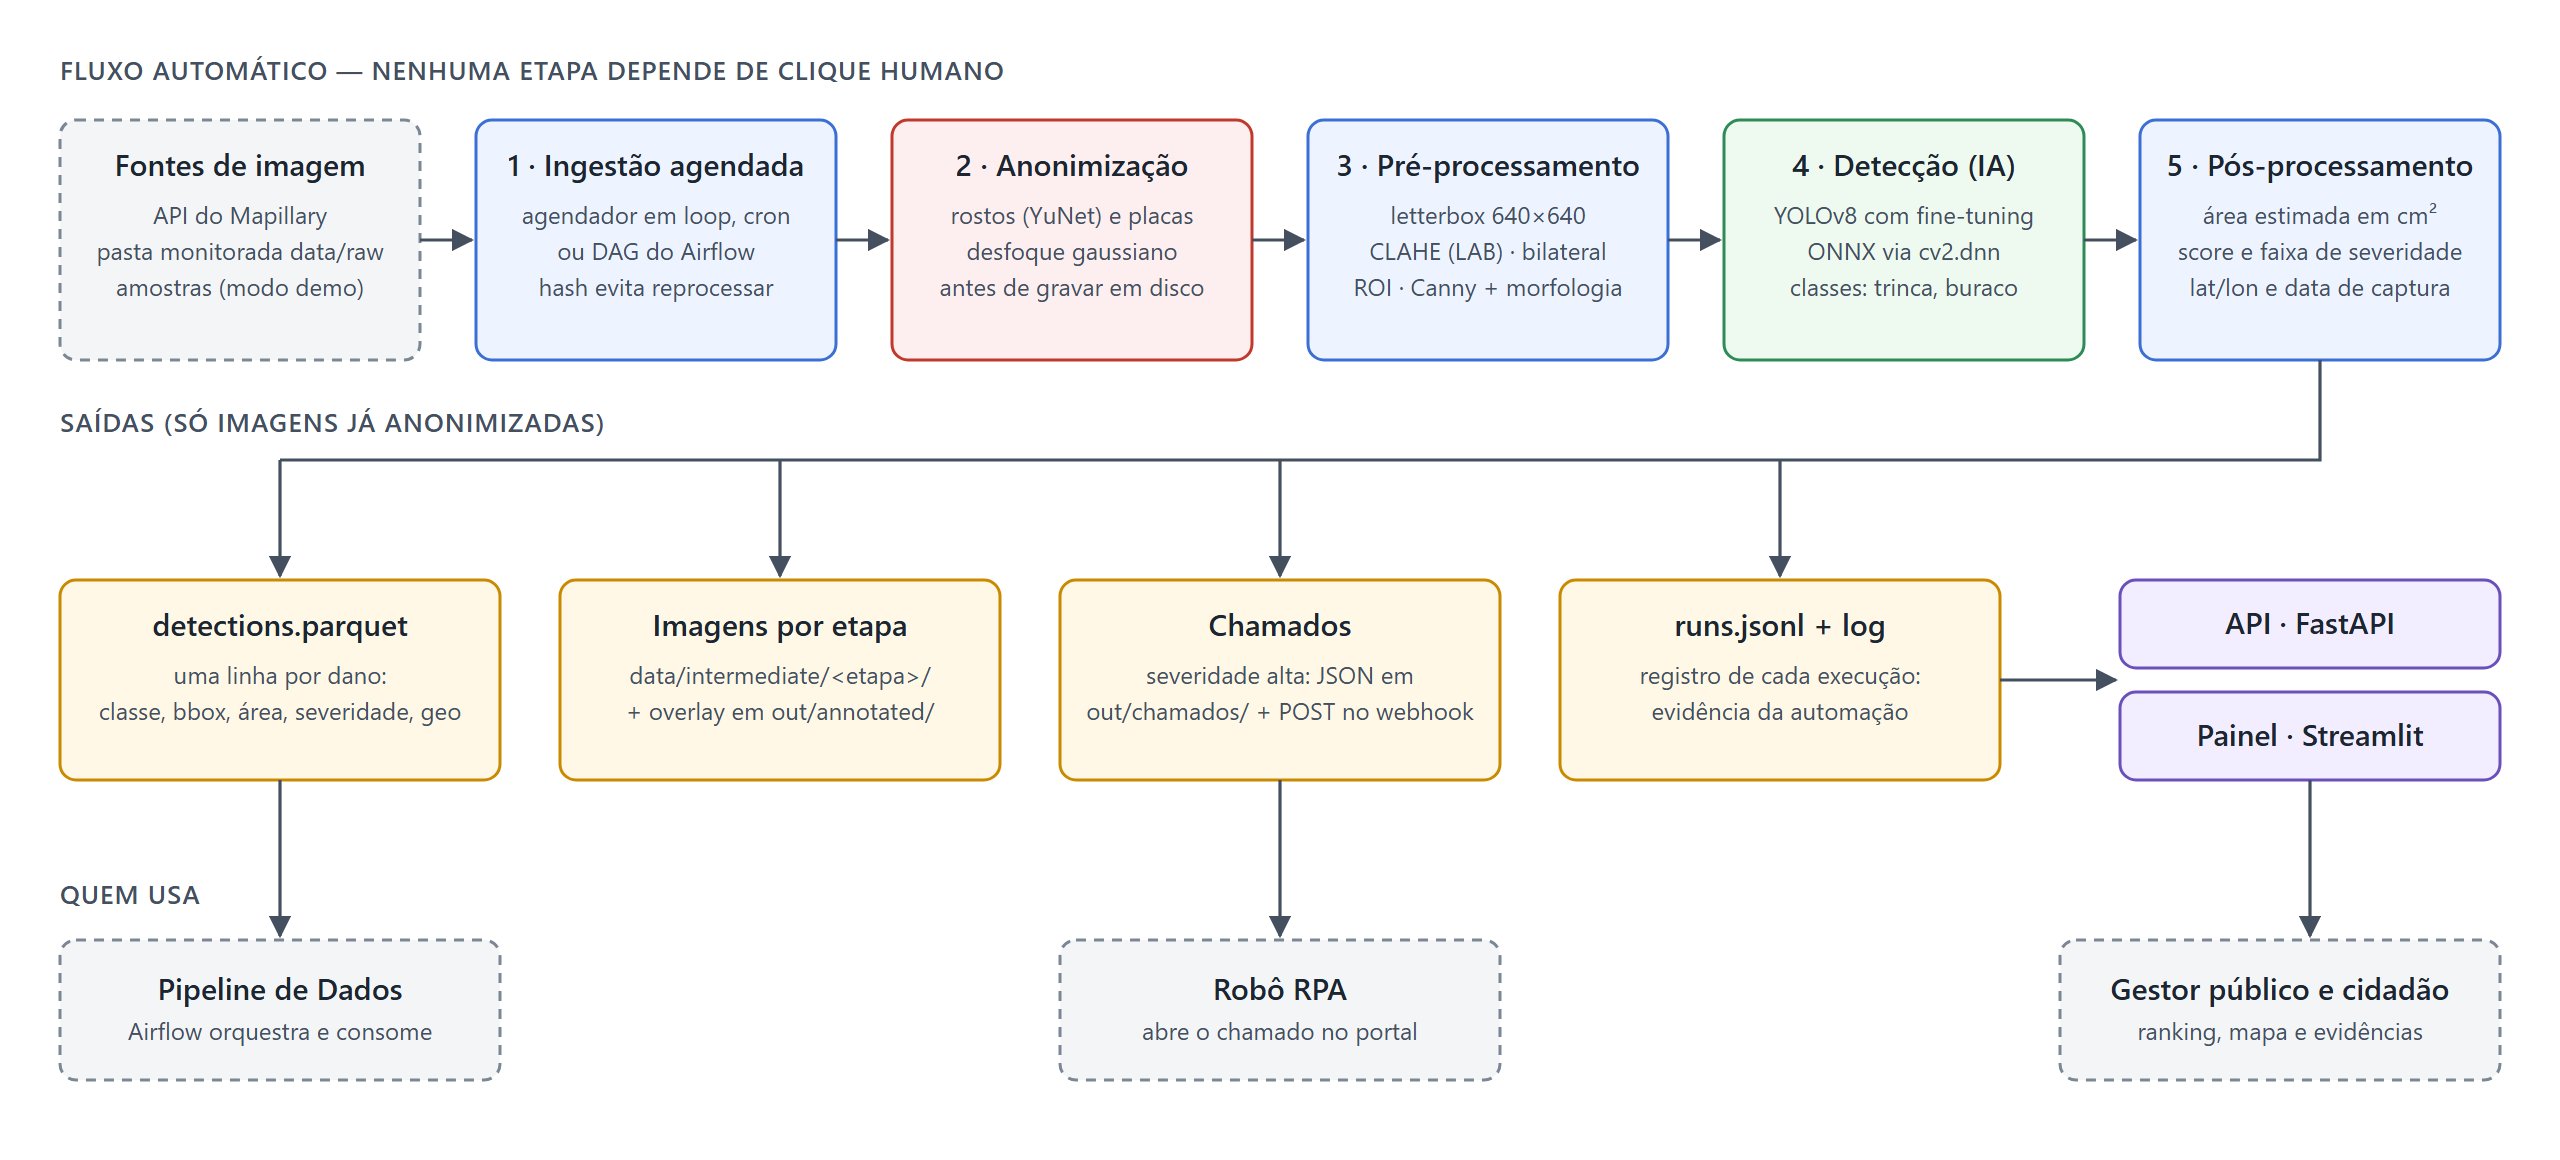 FLUXO AUTOMÁTICO — NENHUMA ETAPA DEPENDE DE CLIQUE HUMANO
Fontes de imagem
API do Mapillary
pasta monitorada data/raw
amostras (modo demo)
1 · Ingestão agendada
agendador em loop, cron
ou DAG do Airflow
hash evita reprocessar
2 · Anonimização
rostos (YuNet) e placas
desfoque gaussiano
antes de gravar em disco
3 · Pré-processamento
letterbox 640×640
CLAHE (LAB) · bilateral
ROI · Canny + morfologia
4 · Detecção (IA)
YOLOv8 com fine-tuning
ONNX via cv2.dnn
classes: trinca, buraco
5 · Pós-processamento
área estimada em cm²
score e faixa de severidade
lat/lon e data de captura
SAÍDAS (SÓ IMAGENS JÁ ANONIMIZADAS)
detections.parquet
uma linha por dano:
classe, bbox, área, severidade, geo
Imagens por etapa
data/intermediate/<etapa>/
+ overlay em out/annotated/
Chamados
severidade alta: JSON em
out/chamados/ + POST no webhook
runs.jsonl + log
registro de cada execução:
evidência da automação
API · FastAPI
Painel · Streamlit
QUEM USA
Pipeline de Dados
Airflow orquestra e consome
Robô RPA
abre o chamado no portal
Gestor público e cidadão
ranking, mapa e evidências